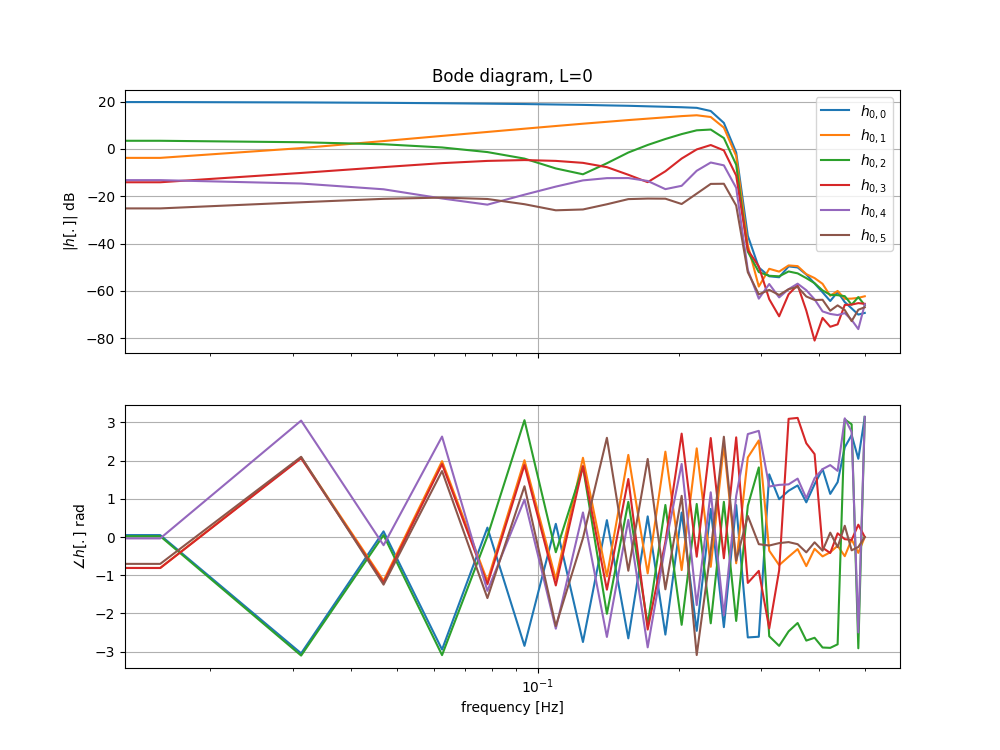 Bode diagram, L=0
|h[.]| dB
20
0
−20
−40
−60
−80
h0,0
h0,1
h0,2
h0,3
h0,4
h0,5
∠h[.] rad
3
2
1
0
−1
−2
−3
10−1
frequency [Hz]